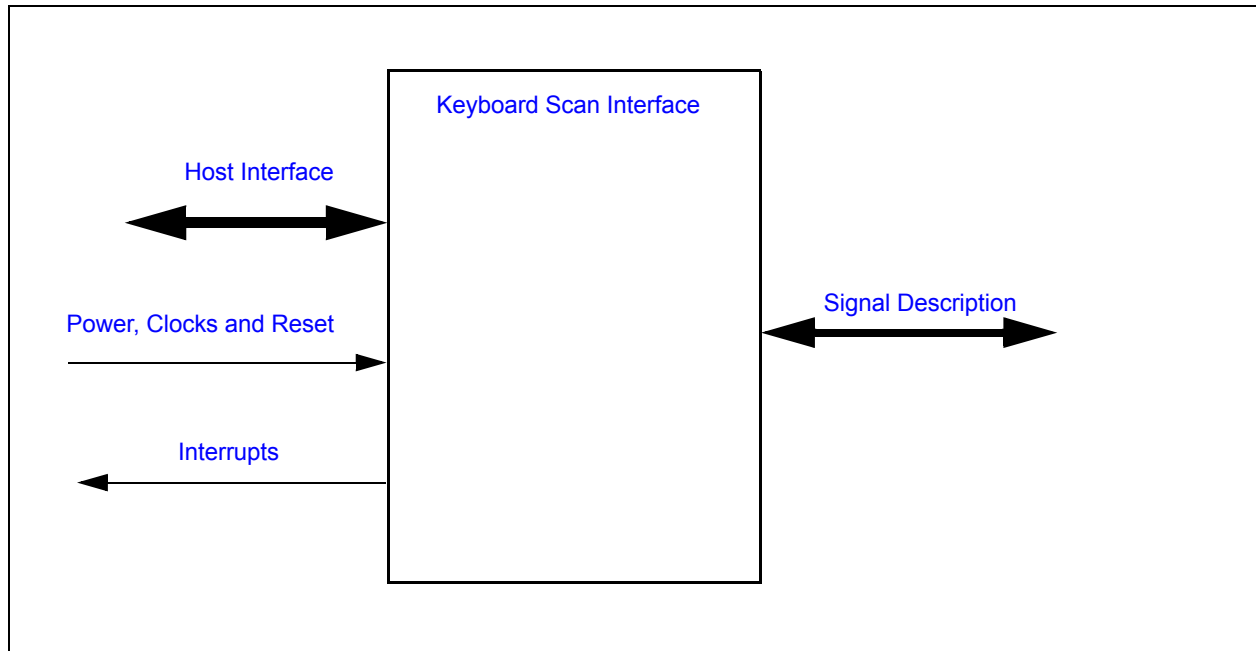 Keyboard Scan Interface
Host Interface
Signal Description
Power, Clocks and Reset
Interrupts